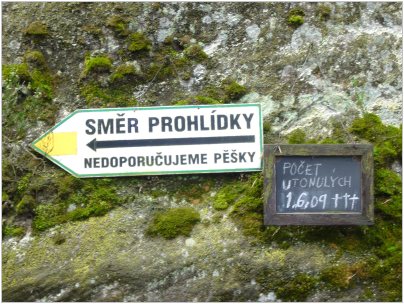 SMĚR PROHLÍDKY
NEDOPORUČUJEME PĚŠKY
POČET
UTONULÝCH
1.6.09 †††